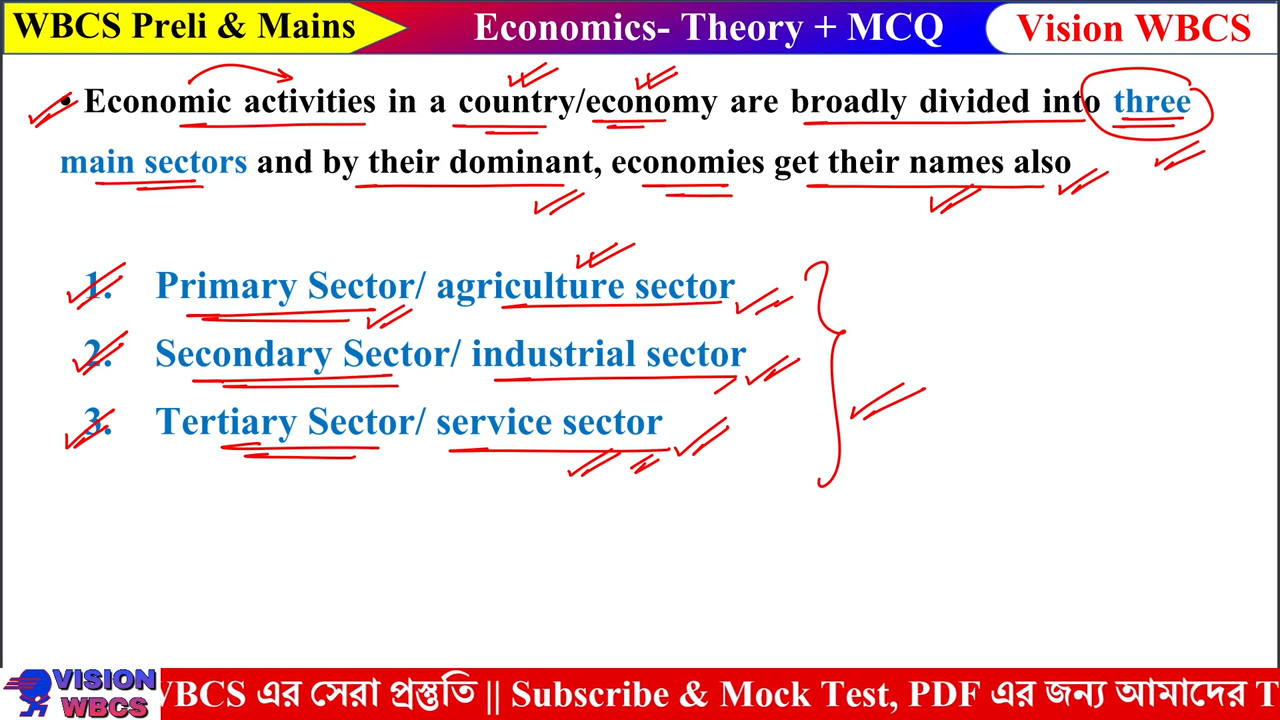 WBCS Preli & Mains
Economics- Theory + MCQ
Vision WBCS
• Economic activities in a country/economy are broadly divided into three
main sectors and by their dominant, economies get their names also
1. Primary Sector/ agriculture sector
2. Secondary Sector/ industrial sector
3. Tertiary Sector/ service sector
VISION
WBCS
WBCS এর সেরা প্রস্তুতি || Subscribe & Mock Test, PDF এর জন্য আমাদের T